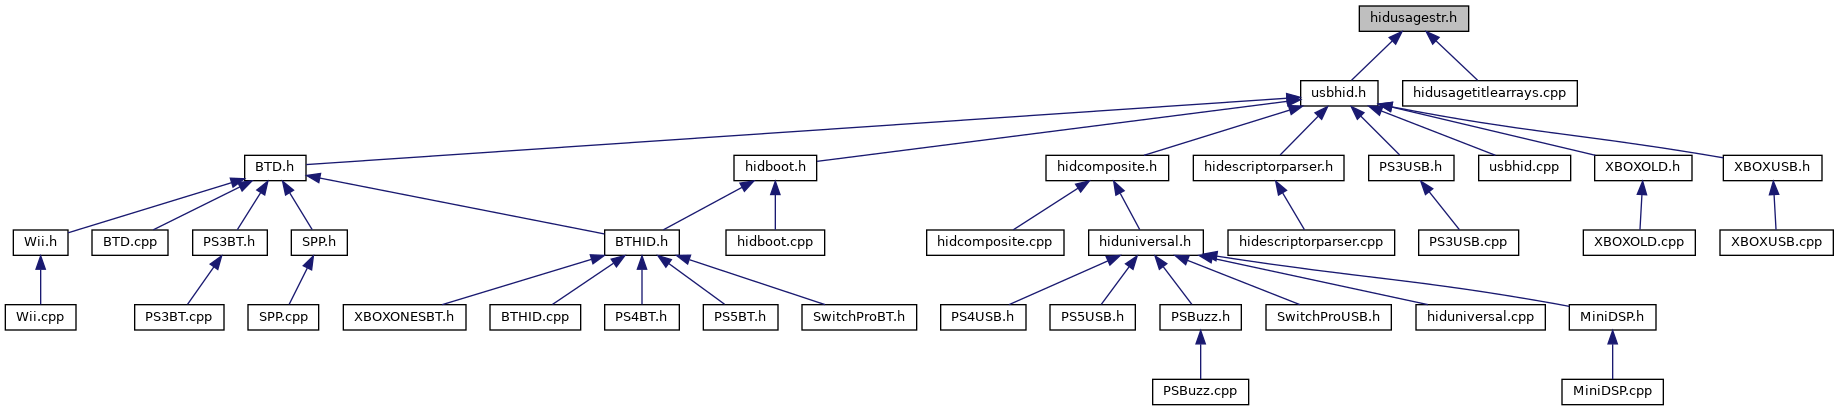 hidusagestr.h
usbhid.h
hidusagetitlearrays.cpp
BTD.h
hidboot.h
hidcomposite.h
hidescriptorparser.h
PS3USB.h
usbhid.cpp
XBOXOLD.h
XBOXUSB.h
Wii.h
BTD.cpp
PS3BT.h
SPP.h
BTHID.h
hidboot.cpp
hidcomposite.cpp
hiduniversal.h
hidescriptorparser.cpp
PS3USB.cpp
XBOXOLD.cpp
XBOXUSB.cpp
Wii.cpp
PS3BT.cpp
SPP.cpp
XBOXONESBT.h
BTHID.cpp
PS4BT.h
PS5BT.h
SwitchProBT.h
PS4USB.h
PS5USB.h
PSBuzz.h
SwitchProUSB.h
hiduniversal.cpp
MiniDSP.h
PSBuzz.cpp
MiniDSP.cpp